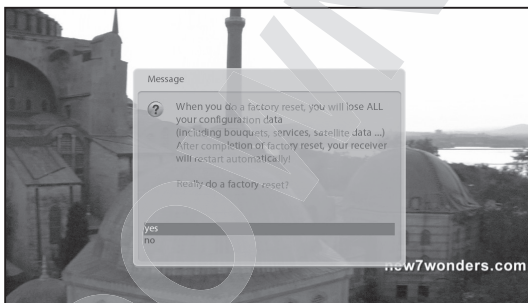 Message
When you do a factory reset, you will lose ALL
your configuration data
(including bouquets, services, satellite data ...)
After completion of factory reset, your receiver
will restart automatically!
Really do a factory reset?
yes
no
new7wonders.com